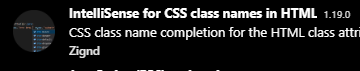 IntelliSense for CSS class names in HTML 1.19.0
CSS class name completion for the HTML class attri
Zignd